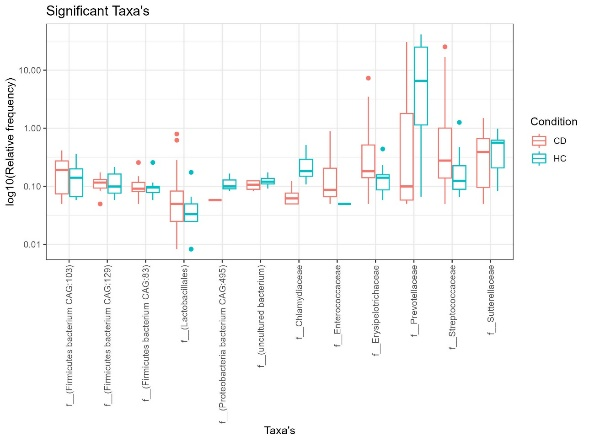 Significant Taxa's
log10(Relative frequency)
10.00
1.00
0.10
0.01
f__(Firmicutes bacterium CAG:103)
f__(Firmicutes bacterium CAG:129)
f__(Firmicutes bacterium CAG:83)
f__(Lactobacillales)
f__(Proteobacteria bacterium CAG:495)
f__(uncultured bacterium)
f__Chlamydiaceae
f__Enterococcaceae
f__Erysipelotrichaceae
f__Prevotellaceae
f__Streptococcaceae
f__Sutterellaceae
Taxa's
Condition
CD
HC